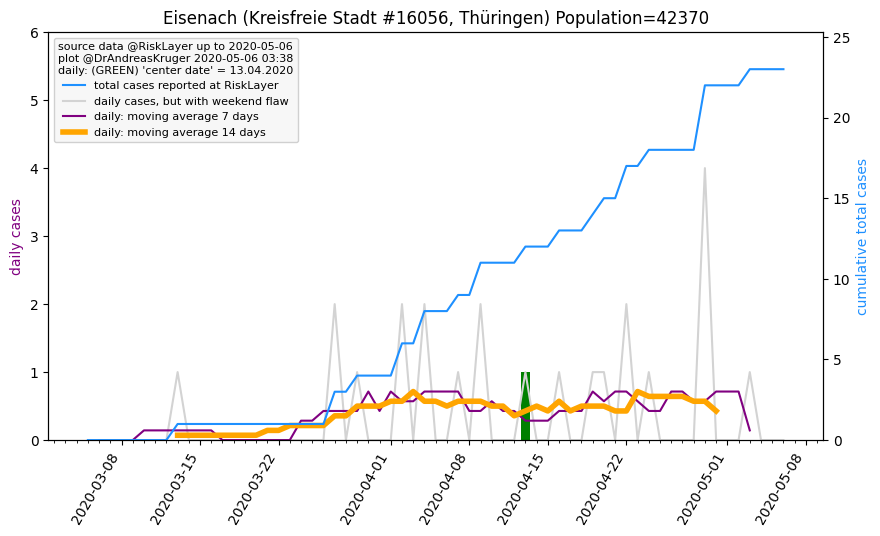 Eisenach (Kreisfreie Stadt #16056, Thüringen) Population=42370
source data @RiskLayer up to 2020-05-06
plot @DrAndreasKruger 2020-05-06 03:38
daily: (GREEN) 'center date' = 13.04.2020
total cases reported at RiskLayer
daily cases, but with weekend flaw
daily: moving average 7 days
daily: moving average 14 days
daily cases
6
5
4
3
2
1
0
cumulative total cases
25
20
15
10
5
0
2020-03-08
2020-03-15
2020-03-22
2020-04-01
2020-04-08
2020-04-15
2020-04-22
2020-05-01
2020-05-08